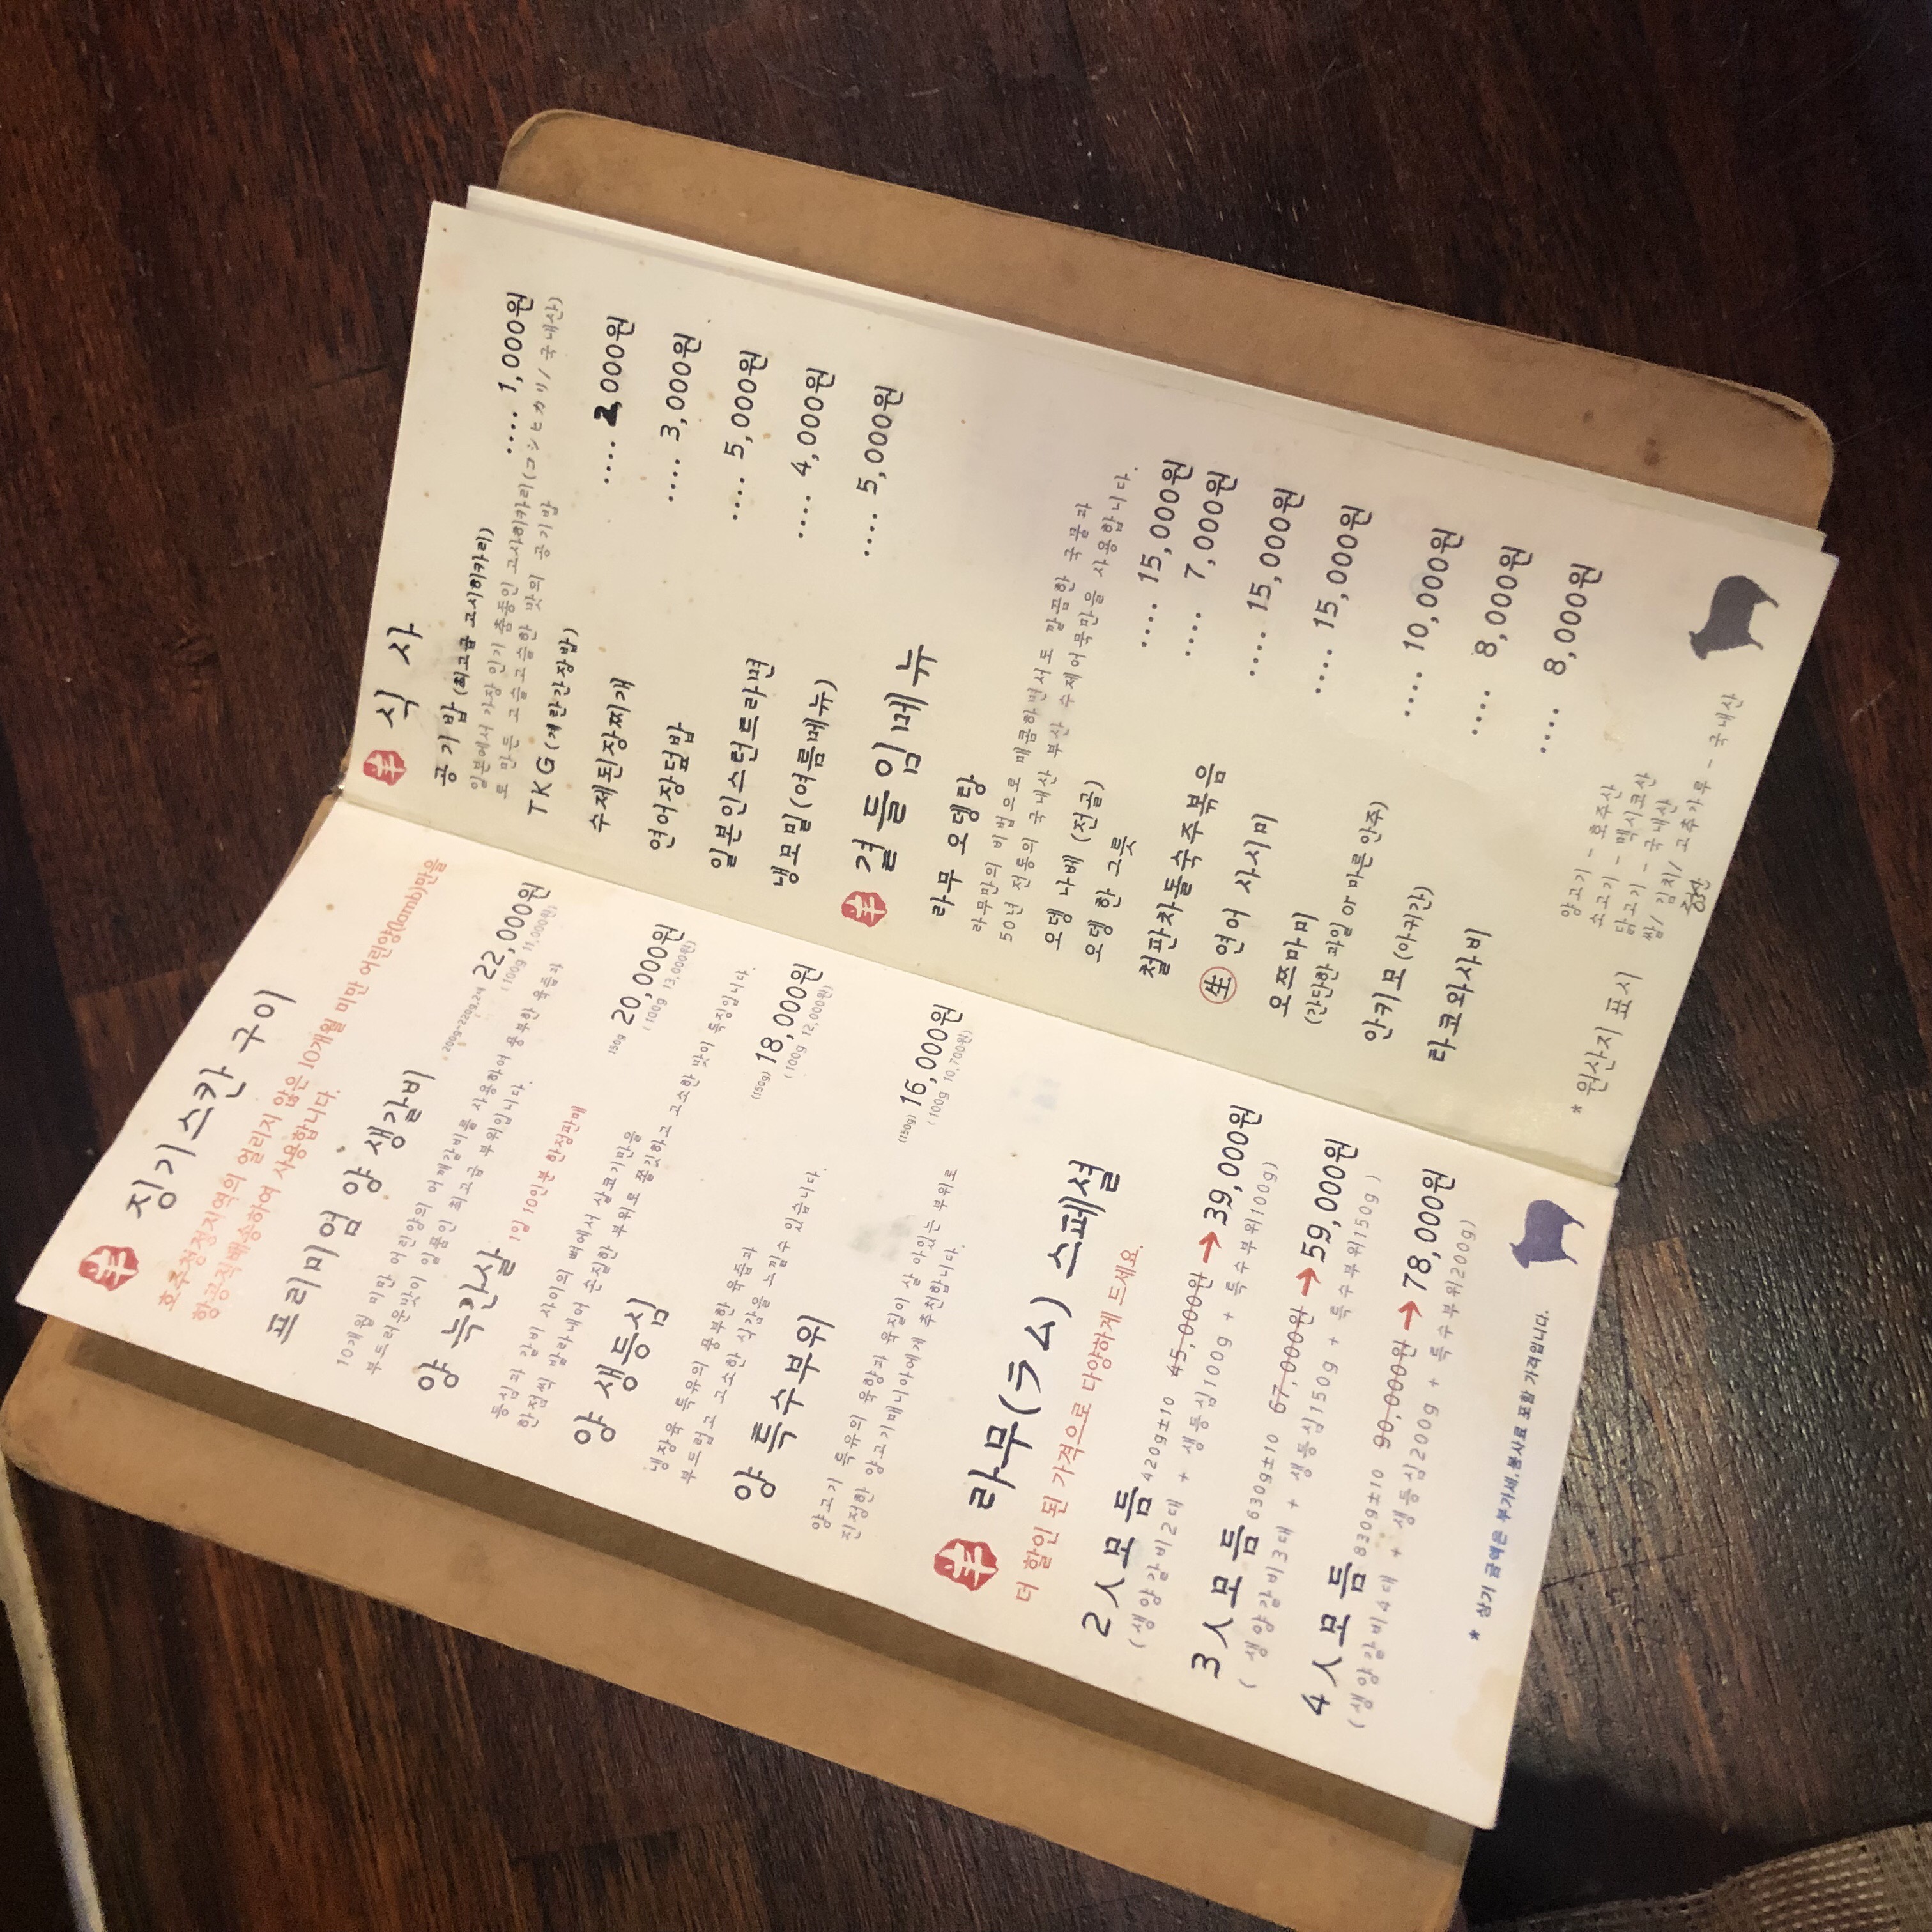 羊 징기스칸 구이
호주청정지역의 얼리지 않은 10개월 미만 어린양(lamb)만을
항공직배송하여 사용합니다.
프리미엄 양 생갈비 200g~220g,2대 22,000원
(100g 11,000원)
10개월 미만 어린양의 어깨갈비를 사용하여 풍부한 육즙과
부드러운맛이 일품인 최고급 부위입니다.
양 늑간살 1일 10인분 한정판매 150g 20,000원
(100g 13,000원)
등심과 갈비 사이의 뼈에서 살코기만을
한점씩 발라내어 손질한 부위로 쫄깃하고 고소한 맛이 특징입니다.
양 생등심 (150g) 18,000원
(100g 12,000원)
냉장육 특유의 풍부한 육즙과
부드럽고 고소한 식감을 느낄수 있습니다.
양 특수부위 (150g) 16,000원
(100g 10,700원)
양고기 특유의 육향과 육질이 살아있는 부위로
진정한 양고기매니아에게 추천합니다.
羊 라무(ラム) 스페셜
더 할인 된 가격으로 다양하게 드세요.
2人모듬 420g±10 45,000원 → 39,000원
(생양갈비2대 + 생등심100g + 특수부위100g)
3人모듬 630g±10 67,000원 → 59,000원
(생양갈비3대 + 생등심150g + 특수부위150g)
4人모듬 830g±10 90,000원 → 78,000원
(생양갈비4대 + 생등심200g + 특수부위200g)
* 상기 금액은 부가세,봉사료 포함 가격입니다.
羊 식 사
공기밥 (최고급 고시히카리) .... 1,000원
일본에서 가장 인기 춤종인 고사히카리(コシヒカリ/국내산)
로 만든 고슬고슬한 맛의 공기밥
TKG(계란간장밥) .... 2,000원
수제된장찌개 .... 3,000원
연어장덮밥 .... 5,000원
일본인스턴트라면 .... 4,000원
냉모밀(여름메뉴) .... 5,000원
羊 곁들임메뉴
라무 오뎅탕
라무만의 비법으로 매콤하면서도 깔끔한 국물과
50년 전통의 국내산 부산 수제어묵만을 사용합니다.
오뎅 나베 (전골) .... 15,000원
오뎅 한 그릇 .... 7,000원
철판차돌숙주볶음 .... 15,000원
生 연어 사시미 .... 15,000원
오쯔마미 .... 10,000원
(간단한 과일 or 마른 안주)
안키모 (아귀간) .... 8,000원
타코와사비 .... 8,000원
* 원산지 표시
양고기 - 호주산
소고기 - 멕시코산
닭고기 - 국내산
쌀/ 김치/ 고추가루 - 국내산